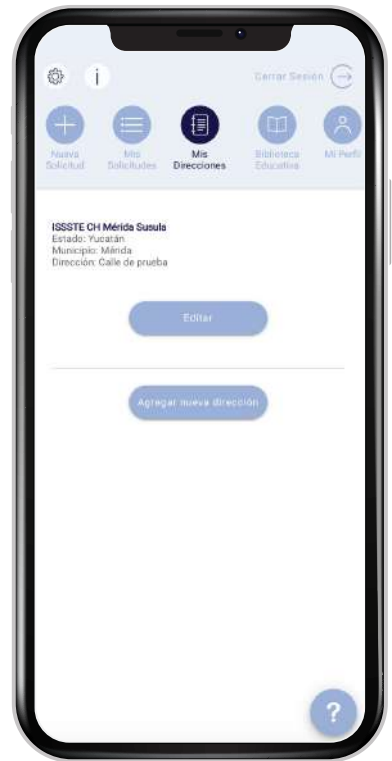 i
Cerrar Sesión
Nueva
Solicitud
Mis
Solicitudes
Mis
Direcciones
Biblioteca
Educativa
Mi Perfil
ISSSTE CH Mérida Susula
Estado: Yucatán
Municipio: Mérida
Dirección: Calle de prueba
Editar
Agregar nueva dirección
?